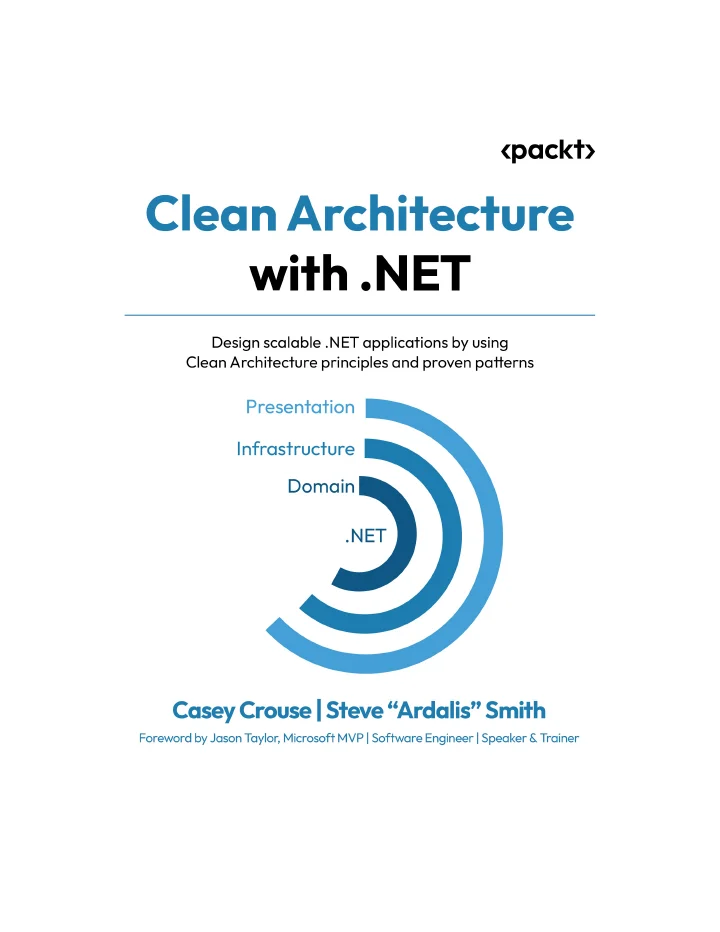 <packt>
Clean Architecture
with .NET
Design scalable .NET applications by using
Clean Architecture principles and proven patterns
Presentation
Infrastructure
Domain
.NET
Casey Crouse | Steve “Ardalis” Smith
Foreword by Jason Taylor, Microsoft MVP | Software Engineer | Speaker & Trainer